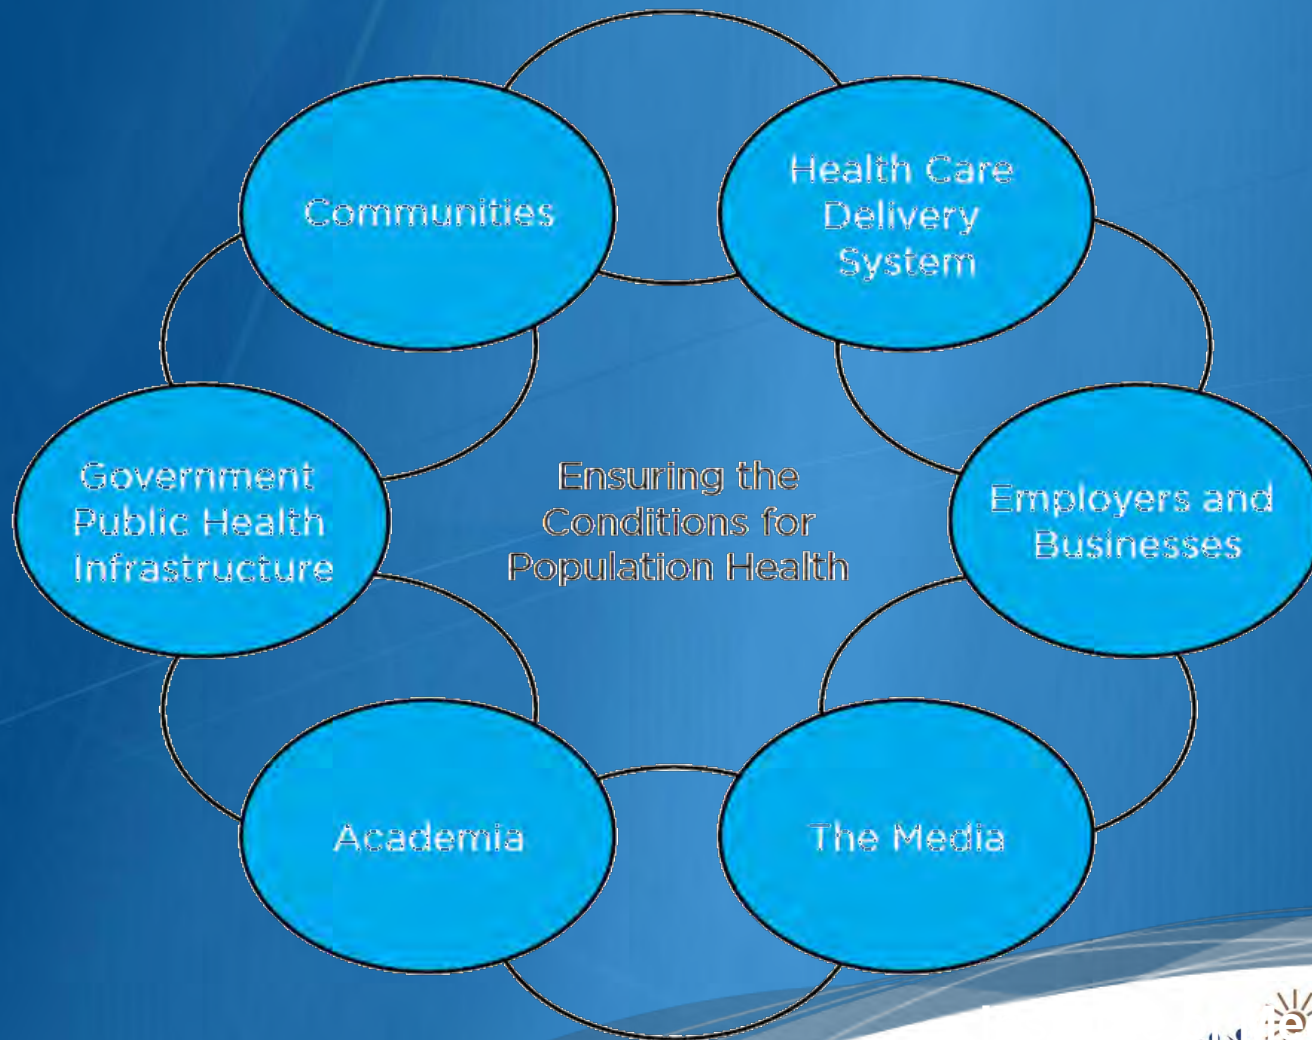 Communities
Health Care
Delivery
System
Government
Public Health
Infrastructure
Ensuring the
Conditions for
Population Health
Employers and
Businesses
Academia
The Media